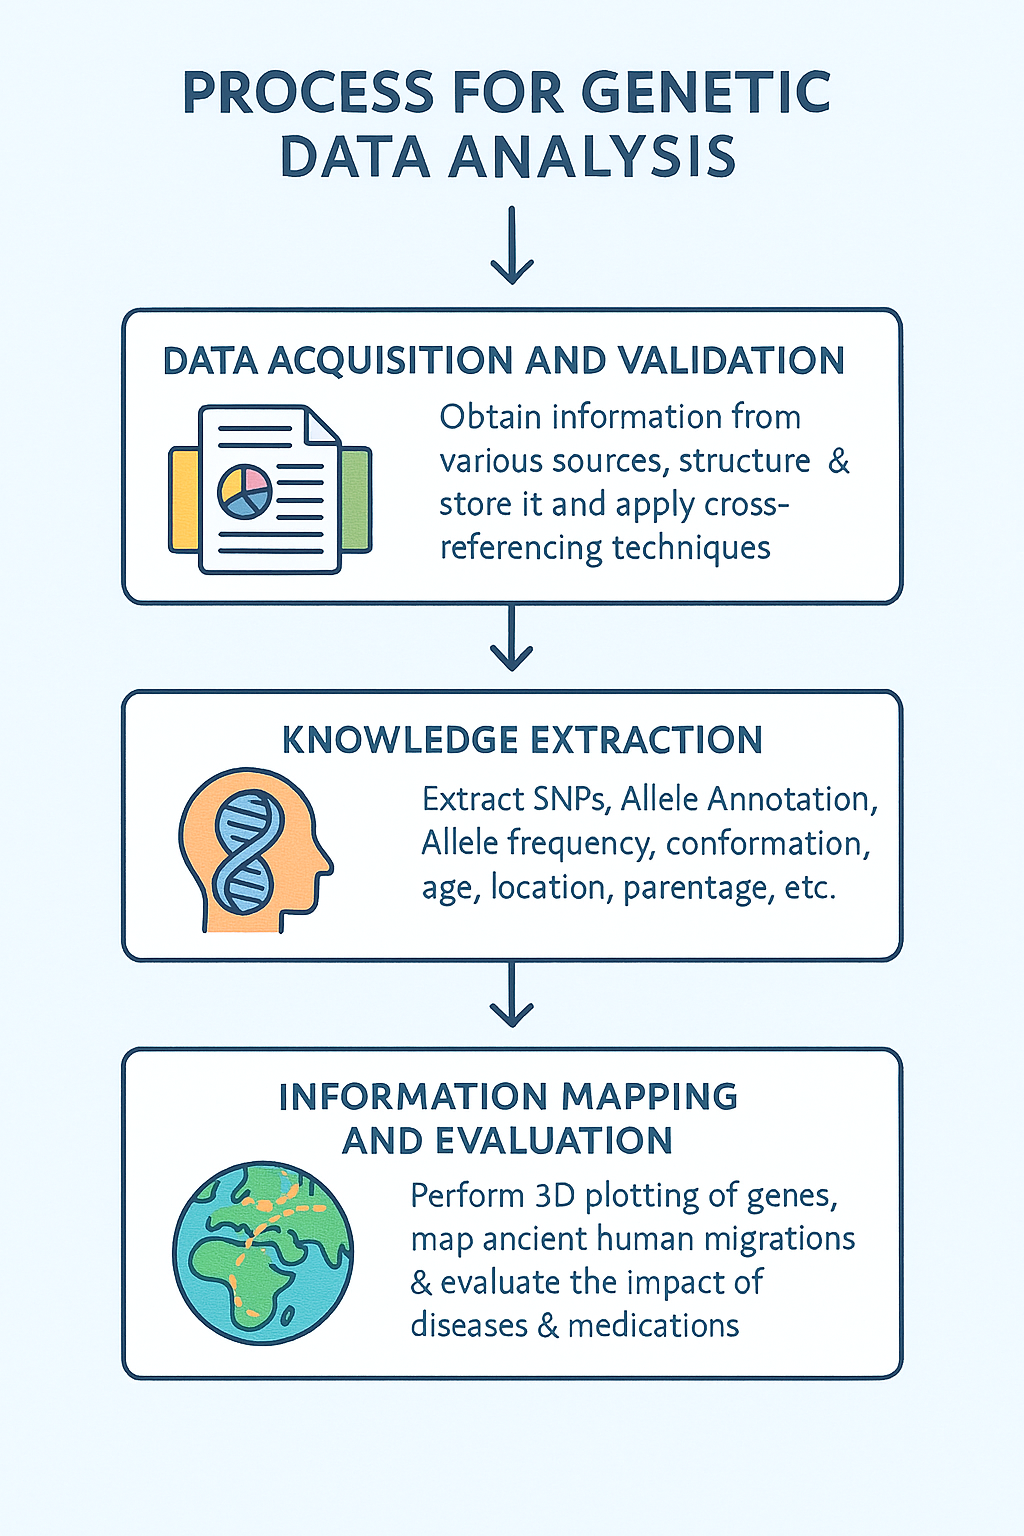 PROCESS FOR GENETIC
DATA ANALYSIS
DATA ACQUISITION AND VALIDATION
Obtain information from
various sources, structure &
store it and apply cross-
referencing techniques
KNOWLEDGE EXTRACTION
Extract SNPs, Allele Annotation,
Allele frequency, conformation,
age, location, parentage, etc.
INFORMATION MAPPING
AND EVALUATION
Perform 3D plotting of genes,
map ancient human migrations
& evaluate the impact of
diseases & medications